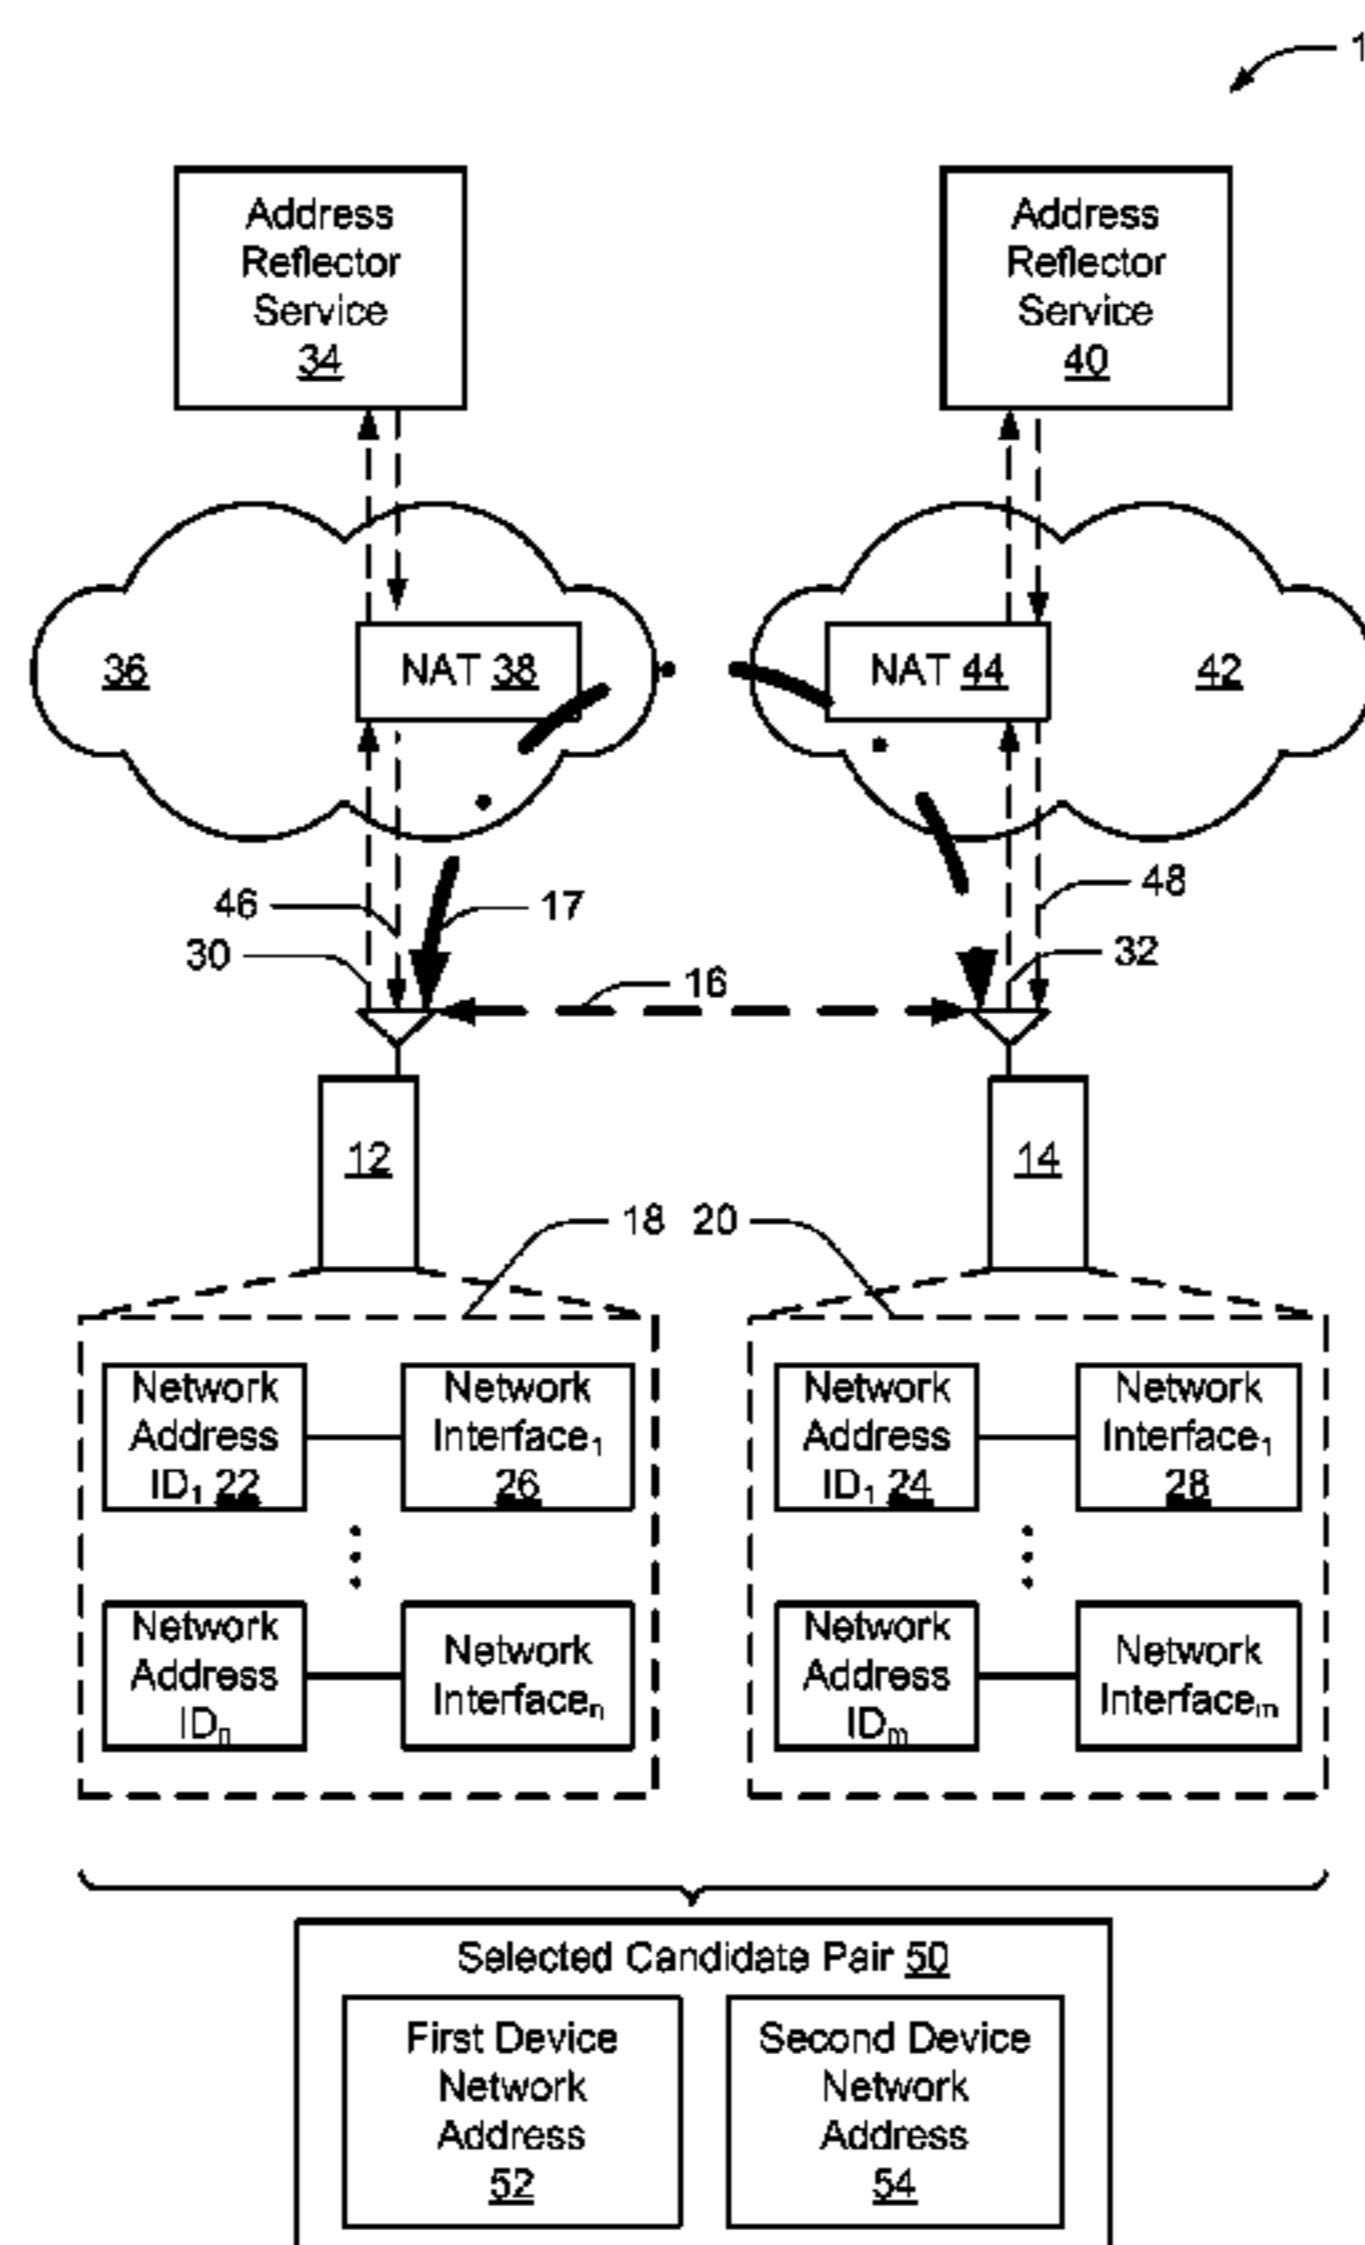 1
Address
Reflector
Service
34
Address
Reflector
Service
40
36
NAT 38
NAT 44
42
46
17
48
30
32
16
12
14
18
20
Network
Address
ID1 22
Network
Interface1
26
Network
Address
ID1 24
Network
Interface1
28
Network
Address
IDn
Network
Interfacen
Network
Address
IDm
Network
Interfacem
Selected Candidate Pair 50
First Device
Network
Address
52
Second Device
Network
Address
54